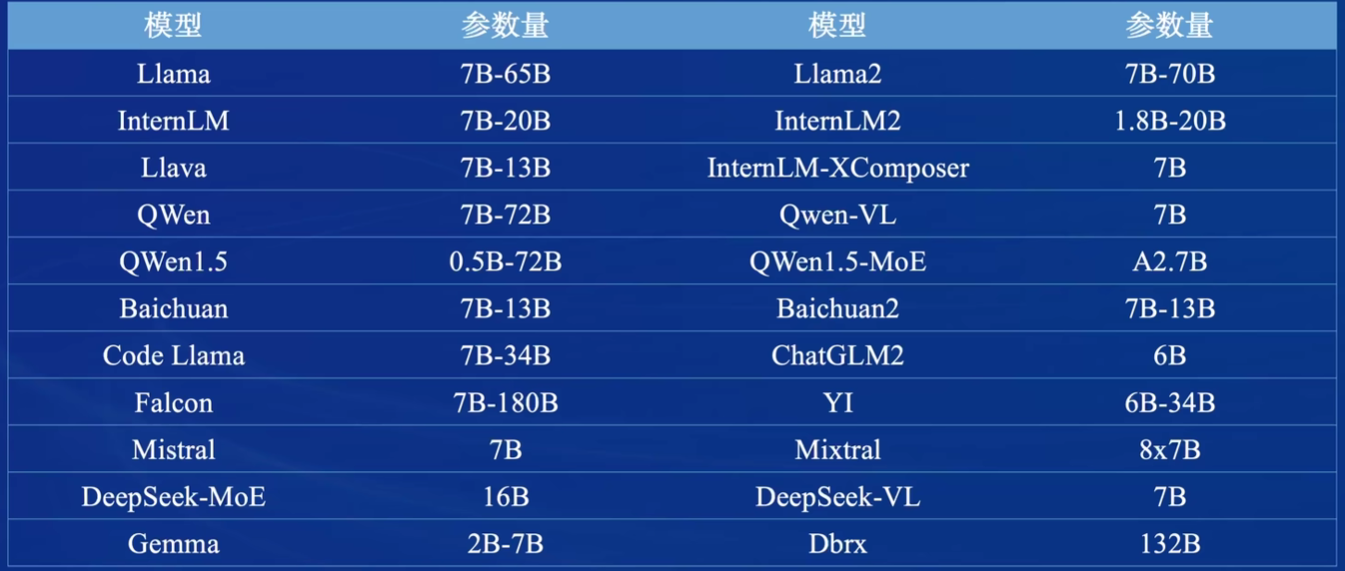 模型 参数量 模型 参数量
Llama 7B-65B Llama2 7B-70B
InternLM 7B-20B InternLM2 1.8B-20B
Llava 7B-13B InternLM-XComposer 7B
QWen 7B-72B Qwen-VL 7B
QWen1.5 0.5B-72B QWen1.5-MoE A2.7B
Baichuan 7B-13B Baichuan2 7B-13B
Code Llama 7B-34B ChatGLM2 6B
Falcon 7B-180B YI 6B-34B
Mistral 7B Mixtral 8x7B
DeepSeek-MoE 16B DeepSeek-VL 7B
Gemma 2B-7B Dbrx 132B